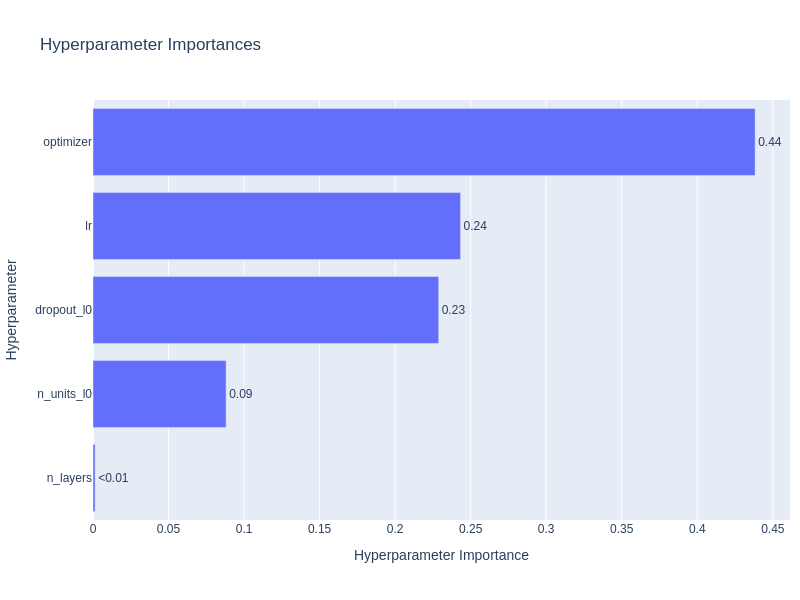 Hyperparameter Importances
Hyperparameter
optimizer 0.44
lr 0.24
dropout_l0 0.23
n_units_l0 0.09
n_layers <0.01
0 0.05 0.1 0.15 0.2 0.25 0.3 0.35 0.4 0.45
Hyperparameter Importance